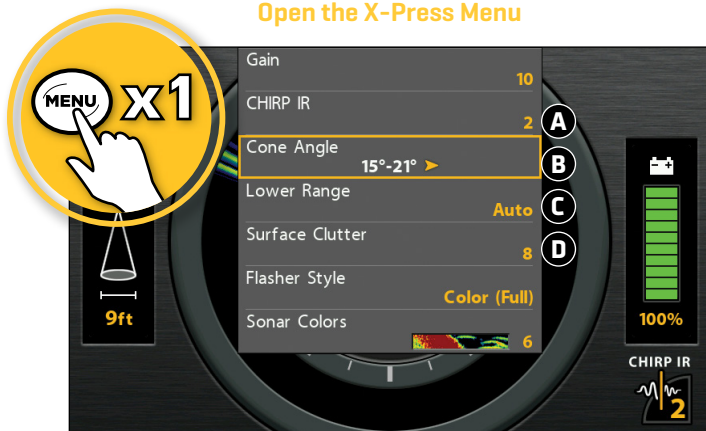 Open the X-Press Menu
MENU x1
Gain
10
CHIRP IR
2
A
Cone Angle
15°-21°
B
Lower Range
Auto
C
Surface Clutter
8
D
Flasher Style
Color (Full)
Sonar Colors
6
9ft
- +
100%
CHIRP IR
2